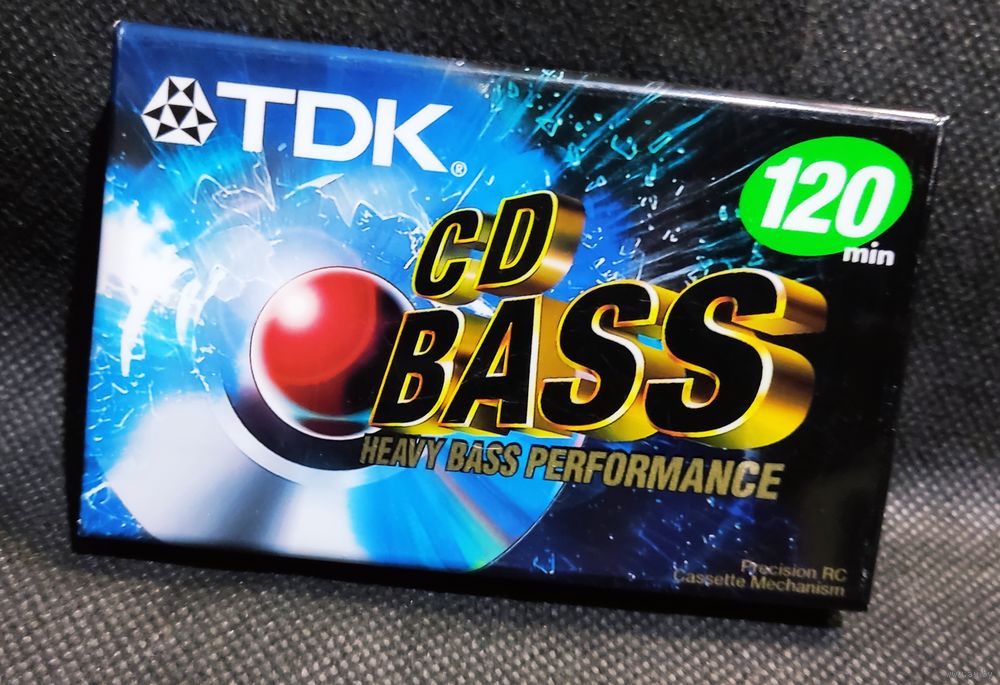 TDK®
120
min
CD
BASS
HEAVY BASS PERFORMANCE
Precision RC
Cassette Mechanism